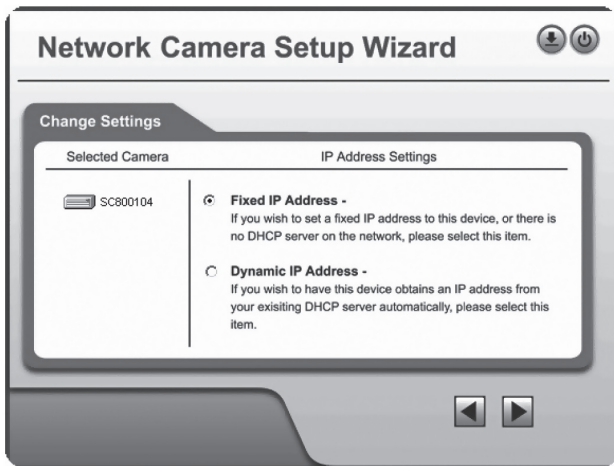 Network Camera Setup Wizard
Change Settings
Selected Camera
IP Address Settings
SC800104
Fixed IP Address -
If you wish to set a fixed IP address to this device, or there is
no DHCP server on the network, please select this item.
Dynamic IP Address -
If you wish to have this device obtains an IP address from
your exisiting DHCP server automatically, please select this
item.